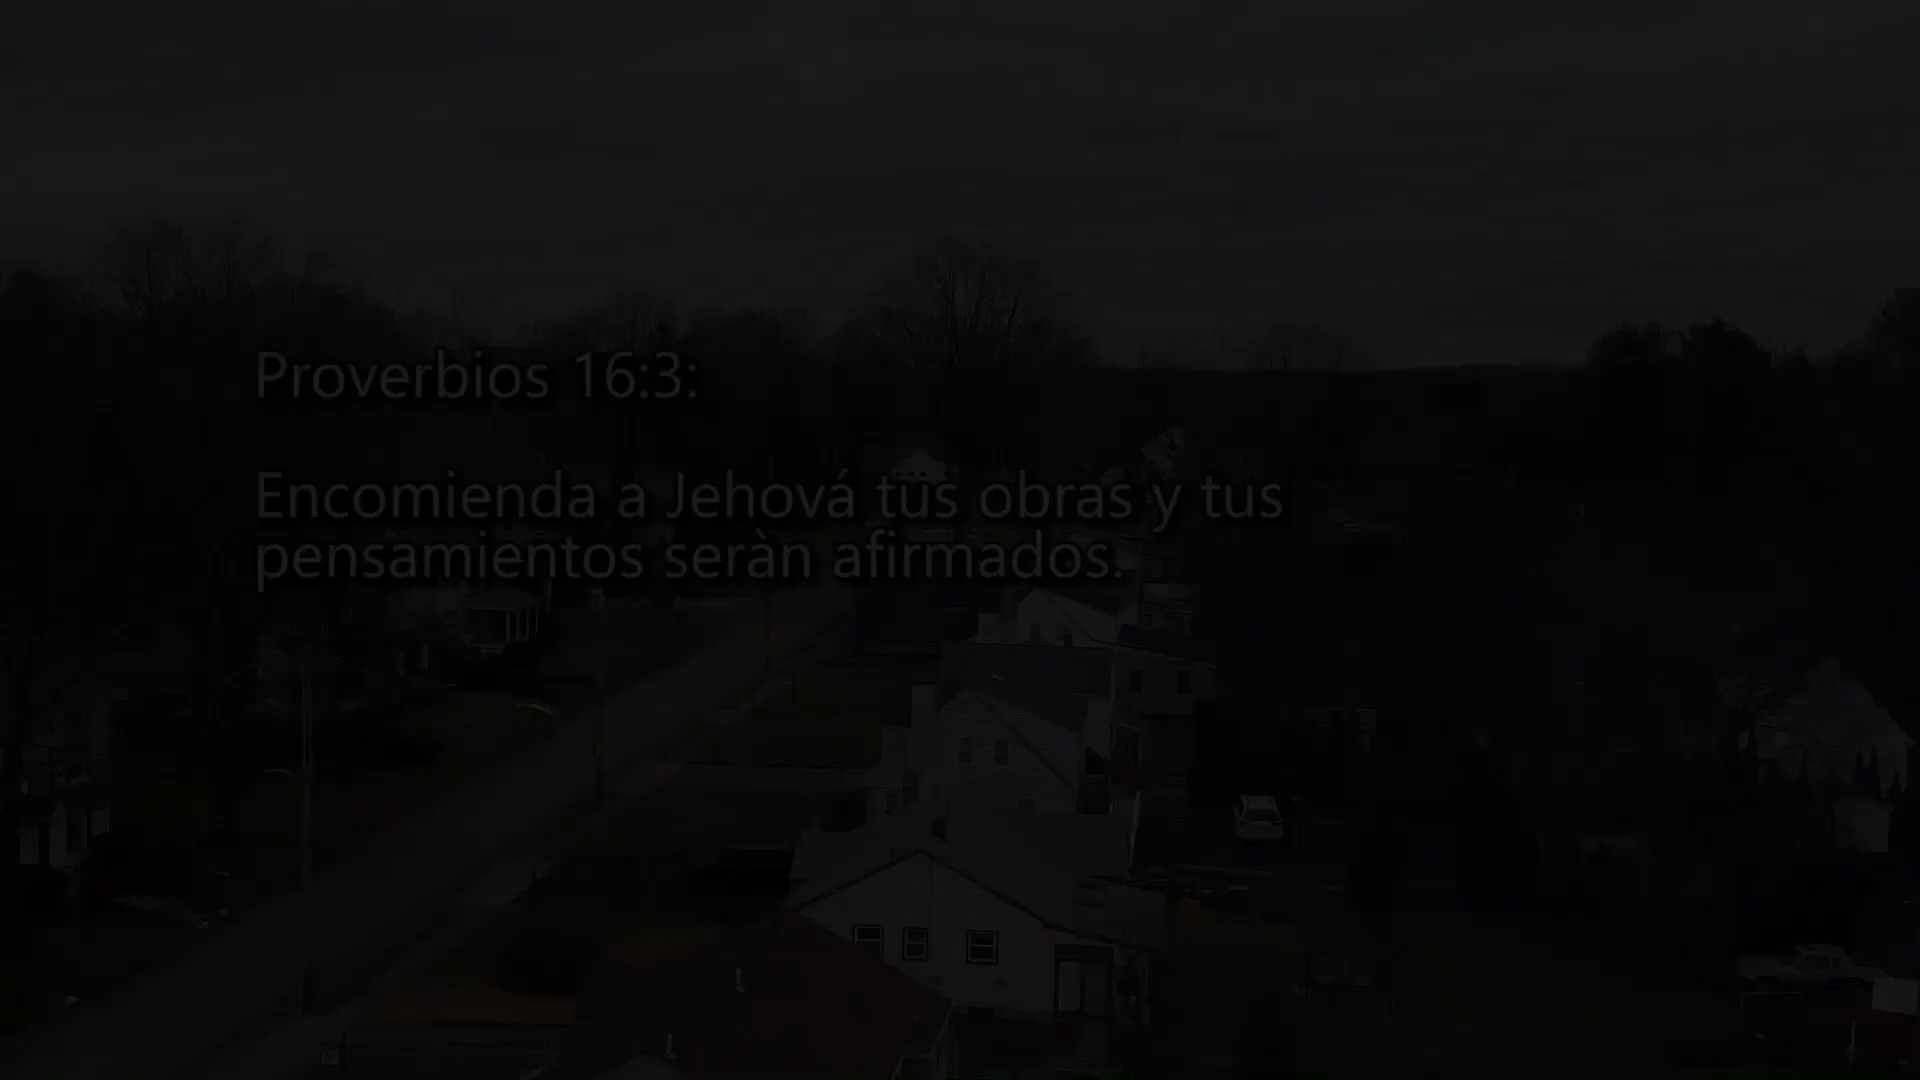 Proverbios 16:3:
Encomienda a Jehová tus obras y tus
pensamientos seràn afirmados.